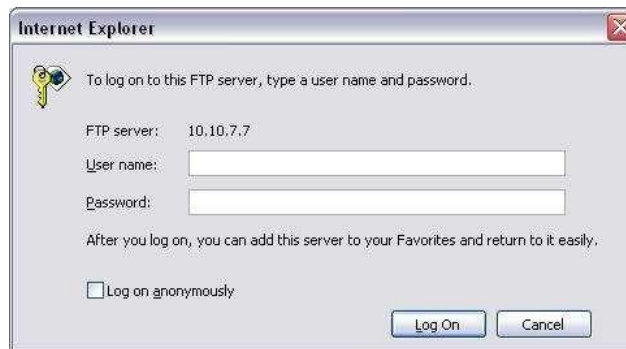 Internet Explorer
To log on to this FTP server, type a user name and password.
FTP server: 10.10.7.7
User name:
Password:
After you log on, you can add this server to your Favorites and return to it easily.
Log on anonymously
Log On Cancel